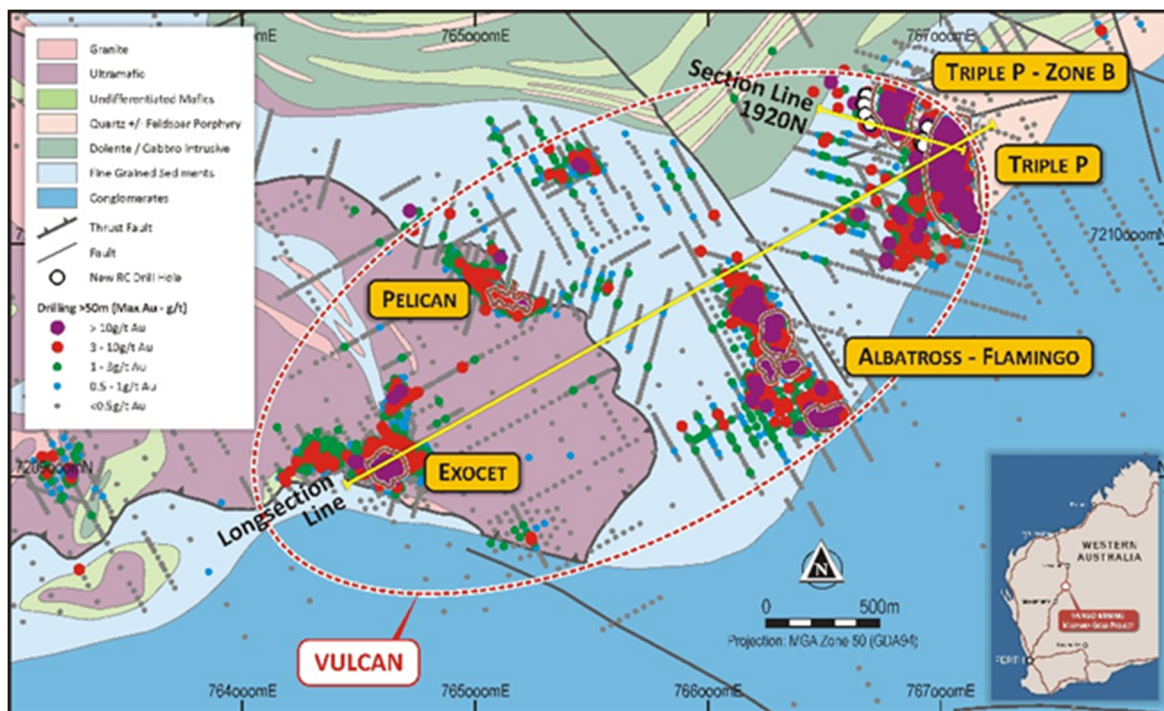 Granite
Ultramafic
Undifferentiated Mafics
Quartz +/- Feldspar Porphyry
Dolerite / Gabbro Intrusive
Fine Grained Sediments
Conglomerates
Thrust Fault
Fault
New RC Drill Hole
Drilling >50m (Max Au - g/t)
> 10g/t Au
3 - 10g/t Au
1 - 3g/t Au
0.5 - 1g/t Au
<0.5g/t Au
765000mE
766000mE
767000mE
Section Line
1920N
TRIPLE P - ZONE B
TRIPLE P
7210000mN
PELICAN
ALBATROSS - FLAMINGO
EXOCET
7209000mN
Longsection
Line
VULCAN
N
0 500m
Projection: MGA Zone 50 (GDA94)
WESTERN
AUSTRALIA
PERTH
764000mE
765000mE
766000mE
767000mE